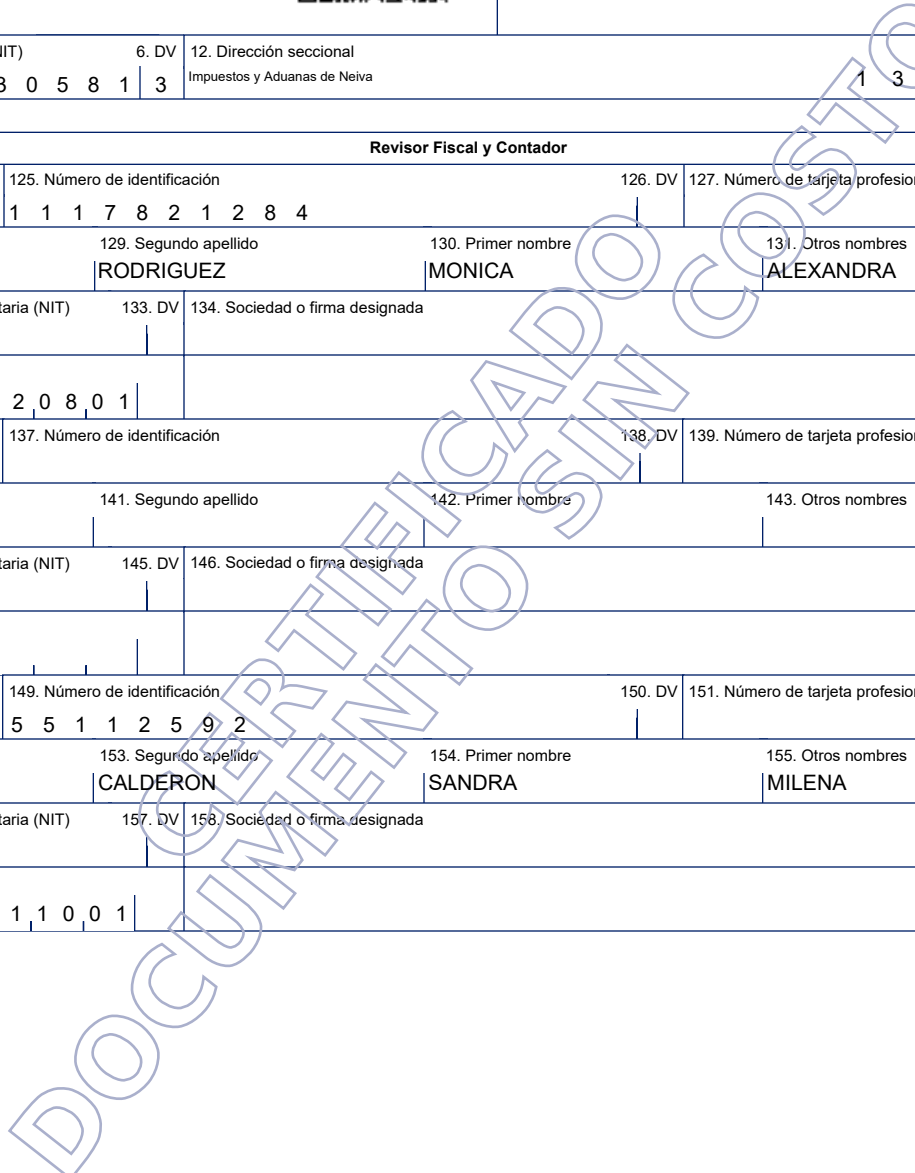 NIT) 6. DV 12. Dirección seccional
0 5 8 1 3 Impuestos y Aduanas de Neiva 1 3
Revisor Fiscal y Contador
125. Número de identificación 126. DV 127. Número de tarjeta profesion
1 1 1 7 8 2 1 2 8 4
129. Segundo apellido 130. Primer nombre 131. Otros nombres
RODRIGUEZ MONICA ALEXANDRA
taria (NIT) 133. DV 134. Sociedad o firma designada
2 0 8 0 1
137. Número de identificación 138. DV 139. Número de tarjeta profesion
141. Segundo apellido 142. Primer nombre 143. Otros nombres
taria (NIT) 145. DV 146. Sociedad o firma designada
149. Número de identificación 150. DV 151. Número de tarjeta profesion
5 5 1 1 2 5 9 2
153. Segundo apellido 154. Primer nombre 155. Otros nombres
CALDERON SANDRA MILENA
taria (NIT) 157. DV 158. Sociedad o firma designada
1 1 0 0 1
CERTIFICADO
DOCUMENTO SIN COSTO